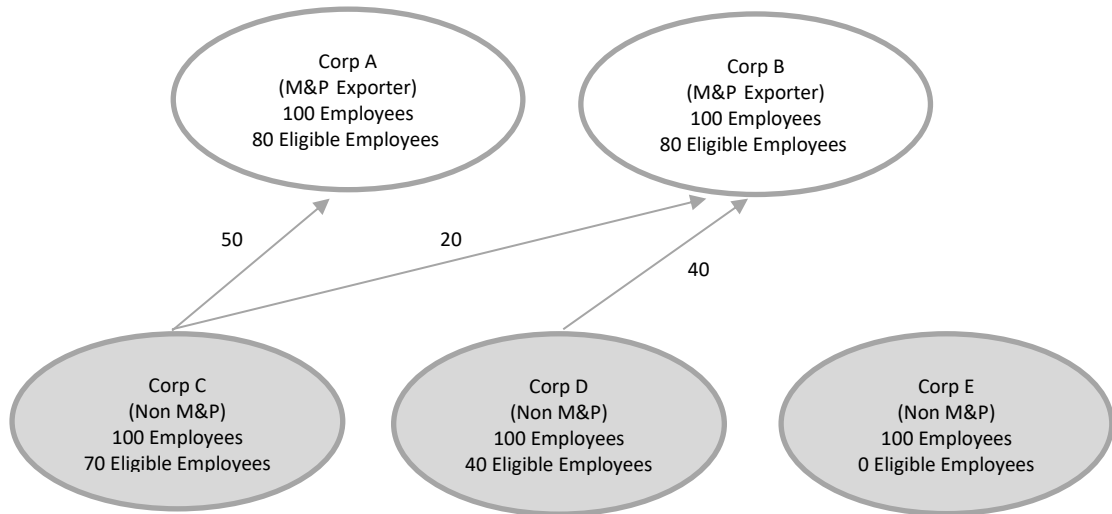 Corp A
(M&P Exporter)
100 Employees
80 Eligible Employees
Corp B
(M&P Exporter)
100 Employees
80 Eligible Employees
50
20
40
Corp C
(Non M&P)
100 Employees
70 Eligible Employees
Corp D
(Non M&P)
100 Employees
40 Eligible Employees
Corp E
(Non M&P)
100 Employees
0 Eligible Employees